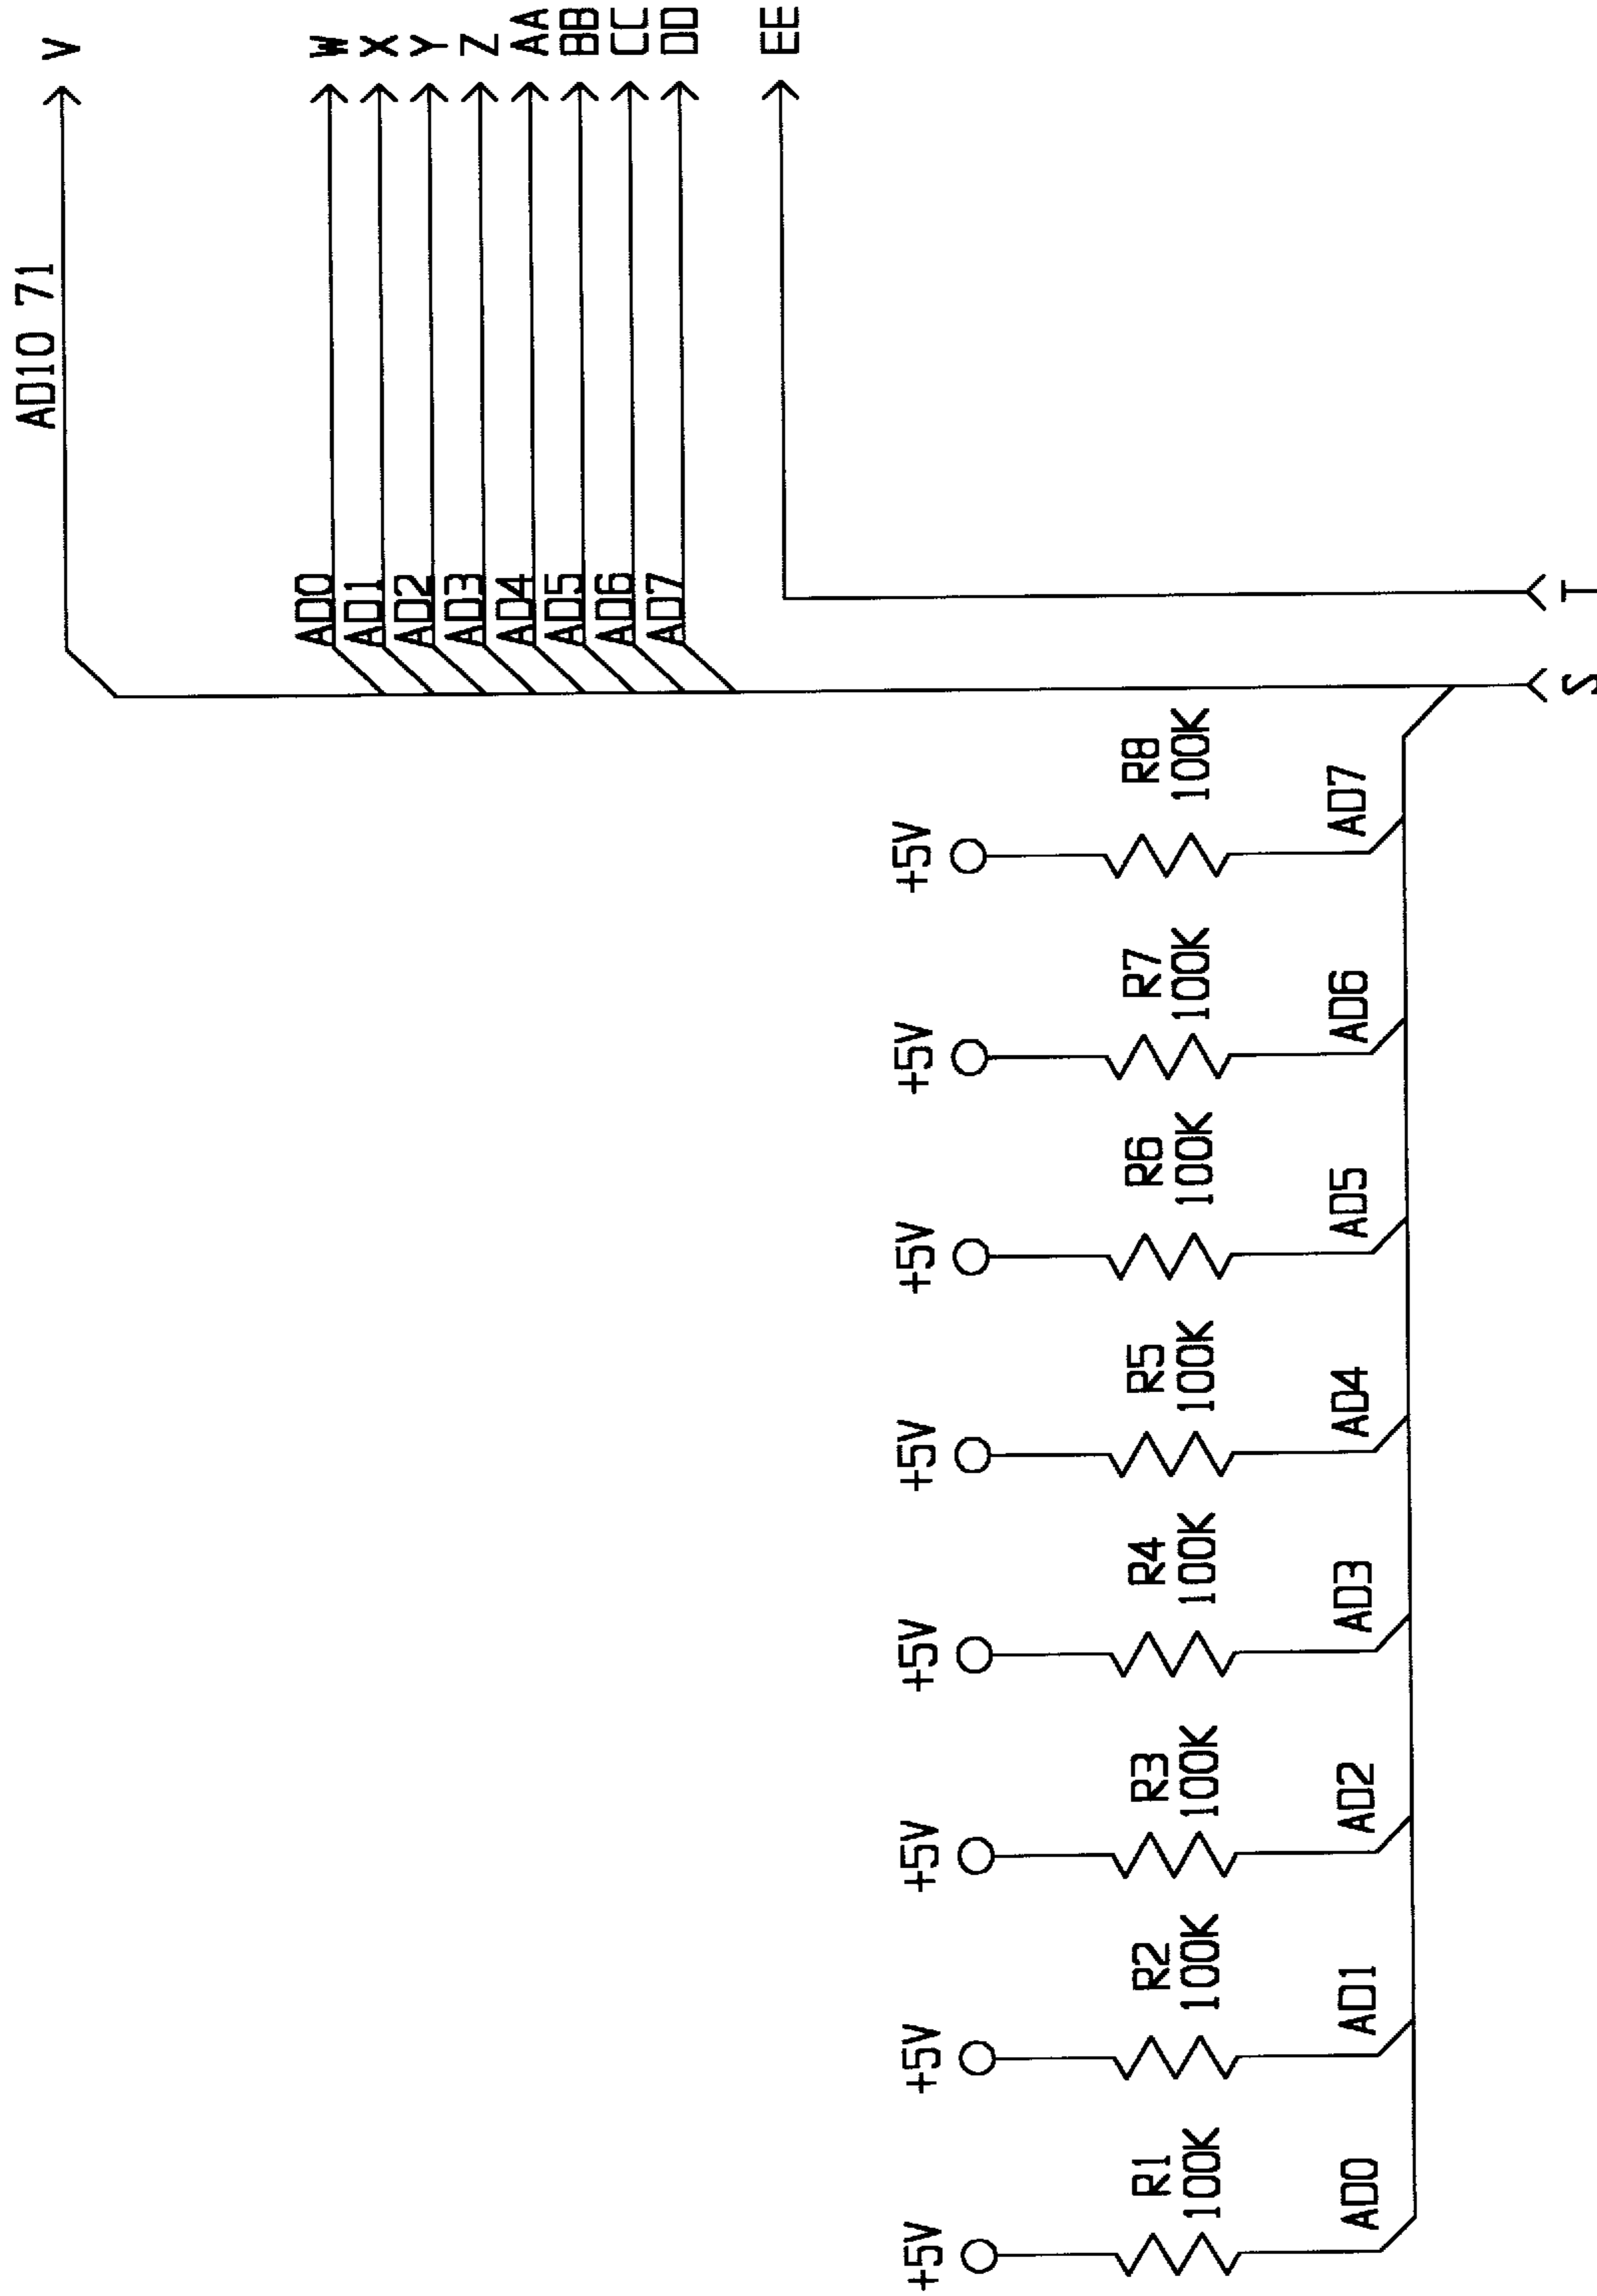 AD10 71
V
AD0
W
AD1
X
AD2
Y
AD3
Z
AD4
AA
AD5
BB
AD6
CC
AD7
DD
EE
S
T
+5V
R1
100K
AD0
+5V
R2
100K
AD1
+5V
R3
100K
AD2
+5V
R4
100K
AD3
+5V
R5
100K
AD4
+5V
R6
100K
AD5
+5V
R7
100K
AD6
+5V
R8
100K
AD7